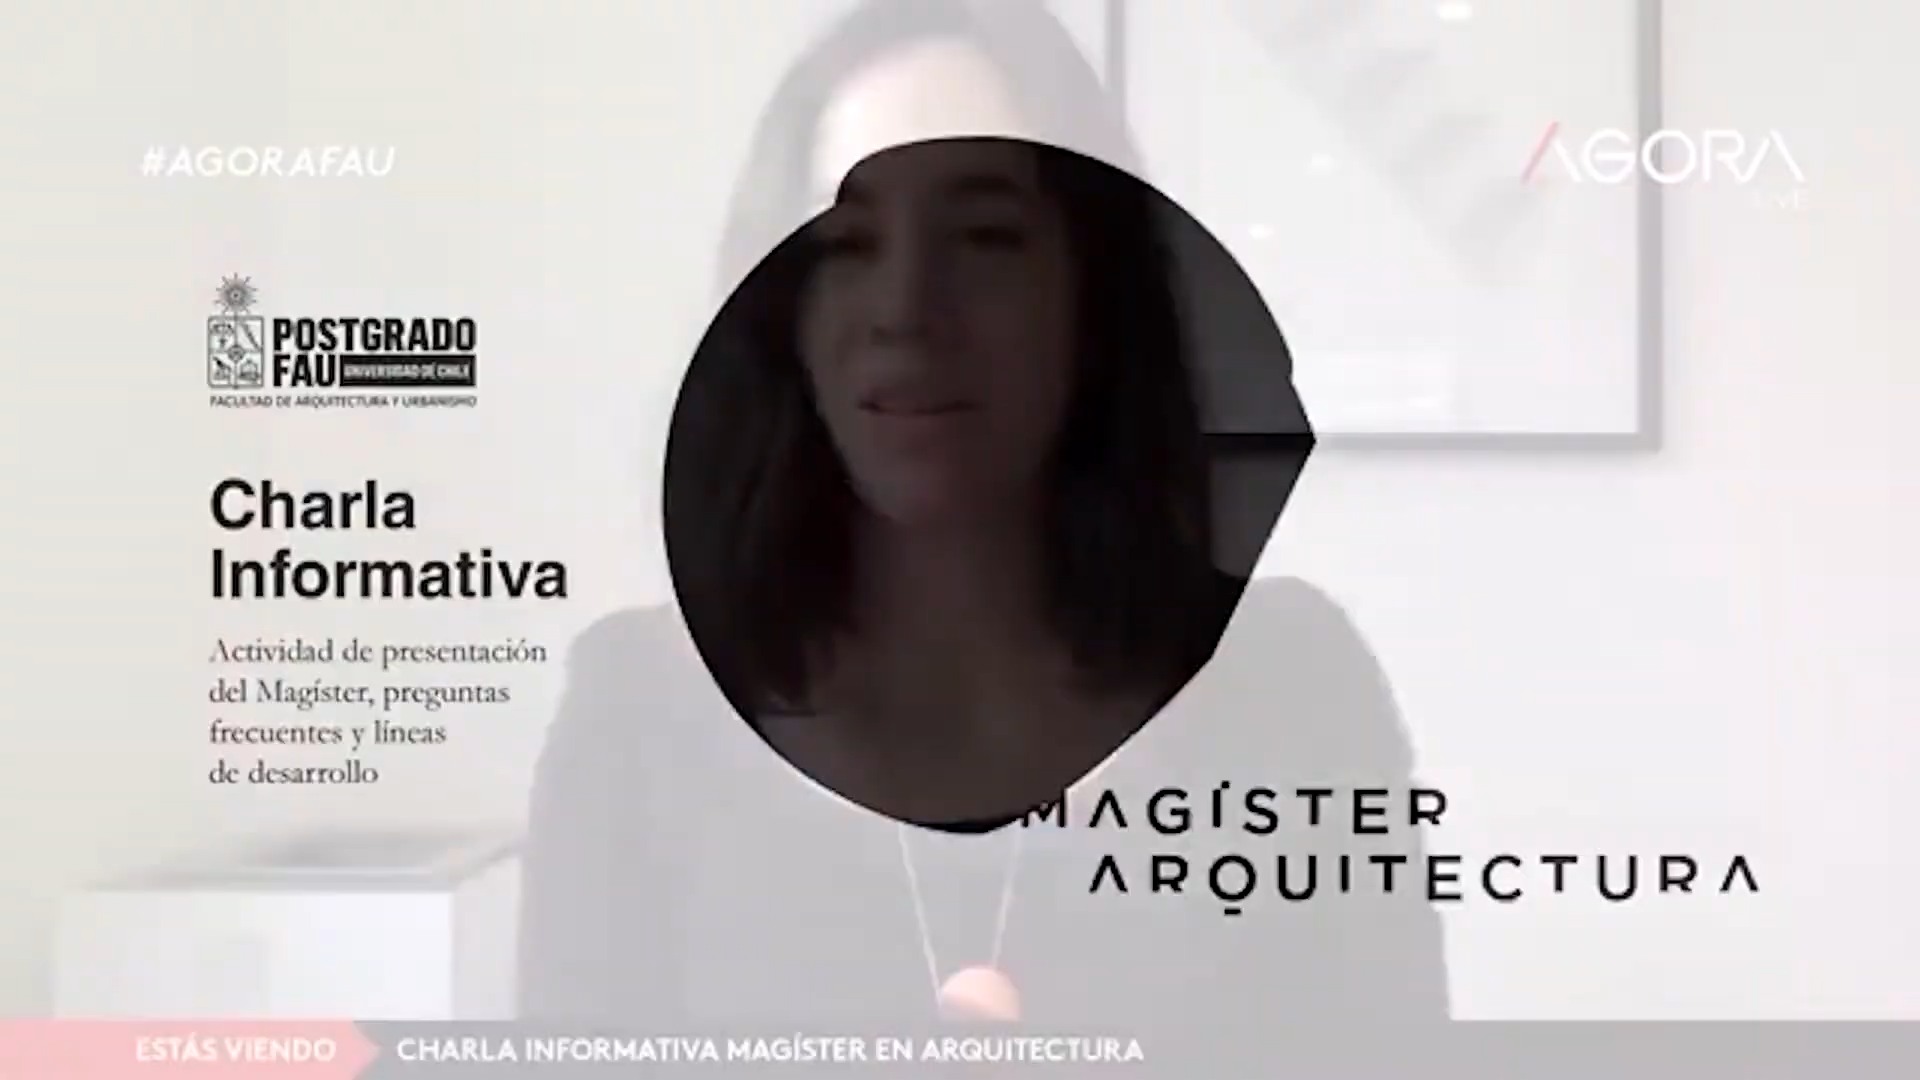 #AGORAFAU
AGORA
LIVE
POSTGRADO
FAU UNIVERSIDAD DE CHILE
FACULTAD DE ARQUITECTURA Y URBANISMO
Charla
Informativa
Actividad de presentación
del Magíster, preguntas
frecuentes y líneas
de desarrollo
MAGÍSTER
ARQUITECTURA
ESTÁS VIENDO
CHARLA INFORMATIVA MAGÍSTER EN ARQUITECTURA